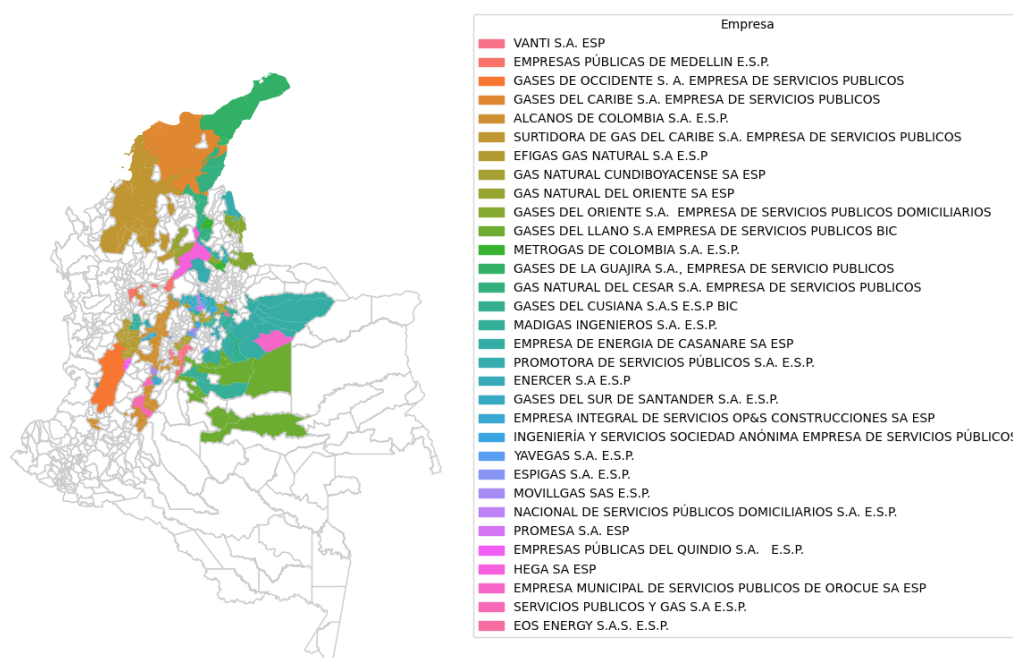 Empresa
VANTI S.A. ESP
EMPRESAS PÚBLICAS DE MEDELLIN E.S.P.
GASES DE OCCIDENTE S. A. EMPRESA DE SERVICIOS PUBLICOS
GASES DEL CARIBE S.A. EMPRESA DE SERVICIOS PUBLICOS
ALCANOS DE COLOMBIA S.A. E.S.P.
SURTIDORA DE GAS DEL CARIBE S.A. EMPRESA DE SERVICIOS PUBLICOS
EFIGAS GAS NATURAL S.A E.S.P
GAS NATURAL CUNDIBOYACENSE SA ESP
GAS NATURAL DEL ORIENTE SA ESP
GASES DEL ORIENTE S.A.  EMPRESA DE SERVICIOS PUBLICOS DOMICILIARIOS
GASES DEL LLANO S.A EMPRESA DE SERVICIOS PUBLICOS BIC
METROGAS DE COLOMBIA S.A. E.S.P.
GASES DE LA GUAJIRA S.A., EMPRESA DE SERVICIO PUBLICOS
GAS NATURAL DEL CESAR S.A. EMPRESA DE SERVICIOS PUBLICOS
GASES DEL CUSIANA S.A.S E.S.P BIC
MADIGAS INGENIEROS S.A. E.S.P.
EMPRESA DE ENERGIA DE CASANARE SA ESP
PROMOTORA DE SERVICIOS PÚBLICOS S.A. E.S.P.
ENERCER S.A E.S.P
GASES DEL SUR DE SANTANDER S.A. E.S.P.
EMPRESA INTEGRAL DE SERVICIOS OP&S CONSTRUCCIONES SA ESP
INGENIERÍA Y SERVICIOS SOCIEDAD ANÓNIMA EMPRESA DE SERVICIOS PÚBLICOS
YAVEGAS S.A. E.S.P.
ESPIGAS S.A. E.S.P.
MOVILLGAS SAS E.S.P.
NACIONAL DE SERVICIOS PÚBLICOS DOMICILIARIOS S.A. E.S.P.
PROMESA S.A. ESP
EMPRESAS PÚBLICAS DEL QUINDIO S.A.   E.S.P.
HEGA SA ESP
EMPRESA MUNICIPAL DE SERVICIOS PUBLICOS DE OROCUE SA ESP
SERVICIOS PUBLICOS Y GAS S.A E.S.P.
EOS ENERGY S.A.S. E.S.P.